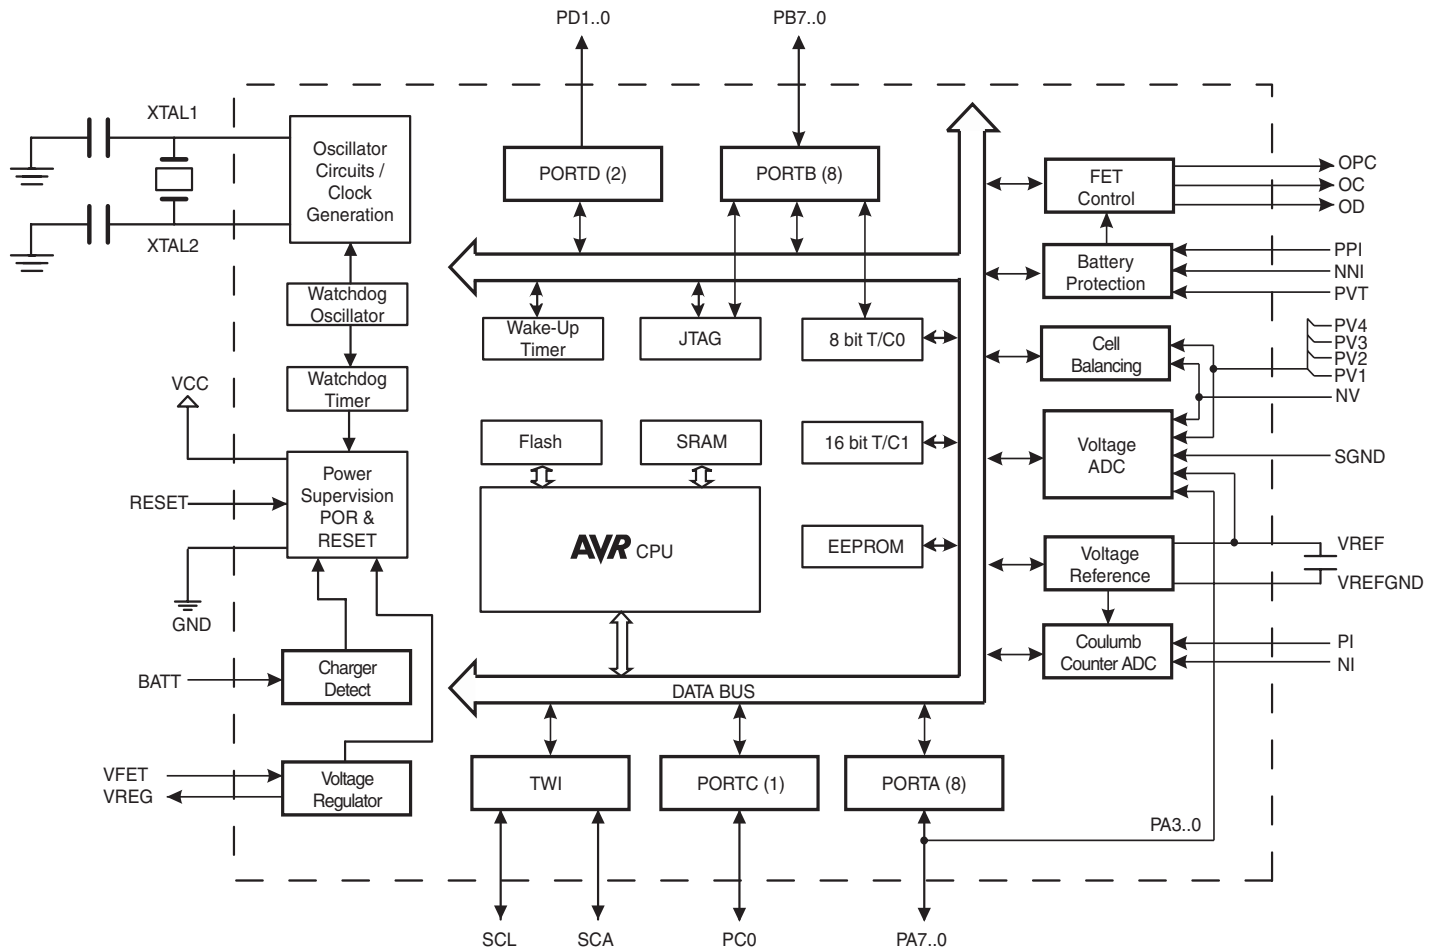 PD1..0
PB7..0
XTAL1
XTAL2
Oscillator
Circuits /
Clock
Generation
Watchdog
Oscillator
Watchdog
Timer
VCC
Power
Supervision
POR &
RESET
RESET
GND
Charger
Detect
BATT
Voltage
Regulator
VFET
VREG
PORTD (2)
PORTB (8)
Wake-Up
Timer
JTAG
8 bit T/C0
Flash
SRAM
16 bit T/C1
AVR CPU
EEPROM
DATA BUS
TWI
PORTC (1)
PORTA (8)
SCL
SCA
PC0
PA7..0
PA3..0
FET
Control
OPC
OC
OD
Battery
Protection
PPI
NNI
PVT
Cell
Balancing
PV4
PV3
PV2
PV1
NV
Voltage
ADC
SGND
Voltage
Reference
VREF
VREFGND
Coulumb
Counter ADC
PI
NI